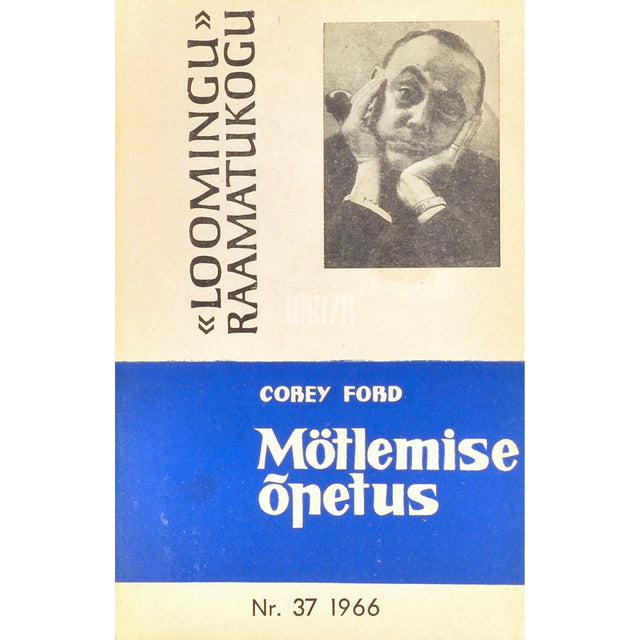 «LOOMINGU»
RAAMATUKOGU
COREY FORD
Mõtlemise
õpetus
Nr. 37 1966